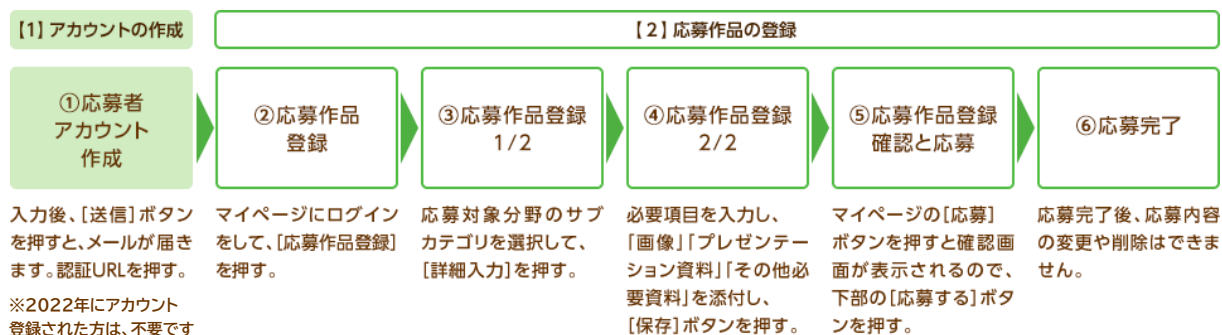 【1】アカウントの作成
【2】応募作品の登録
①応募者
アカウント
作成
②応募作品
登録
③応募作品登録
1/2
④応募作品登録
2/2
⑤応募作品登録
確認と応募
⑥応募完了
入力後、[送信]ボタン
を押すと、メールが届き
ます。認証URLを押す。
※2022年にアカウント
登録された方は、不要です
マイページにログイン
をして、[応募作品登録]
を押す。
応募対象分野のサブ
カテゴリを選択して、
[詳細入力]を押す。
必要項目を入力し、
「画像」「プレゼンテー
ション資料」「その他必
要資料」を添付し、
[保存]ボタンを押す。
マイページの[応募]
ボタンを押すと確認画
面が表示されるので、
下部の[応募する]ボタ
ンを押す。
応募完了後、応募内容
の変更や削除はできま
せん。